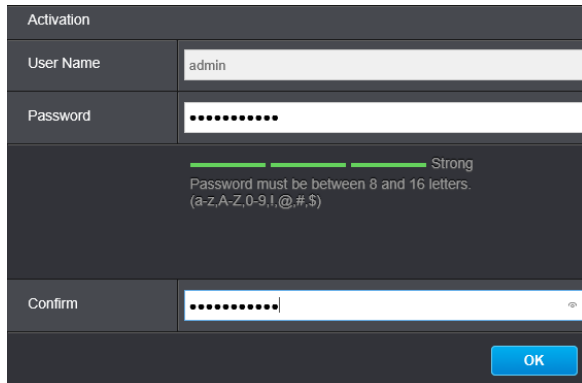 Activation
User Name
admin
Password
•••••••••••
Strong
Password must be between 8 and 16 letters.
(a-z,A-Z,0-9,!,@,#,$)
Confirm
•••••••••••
OK